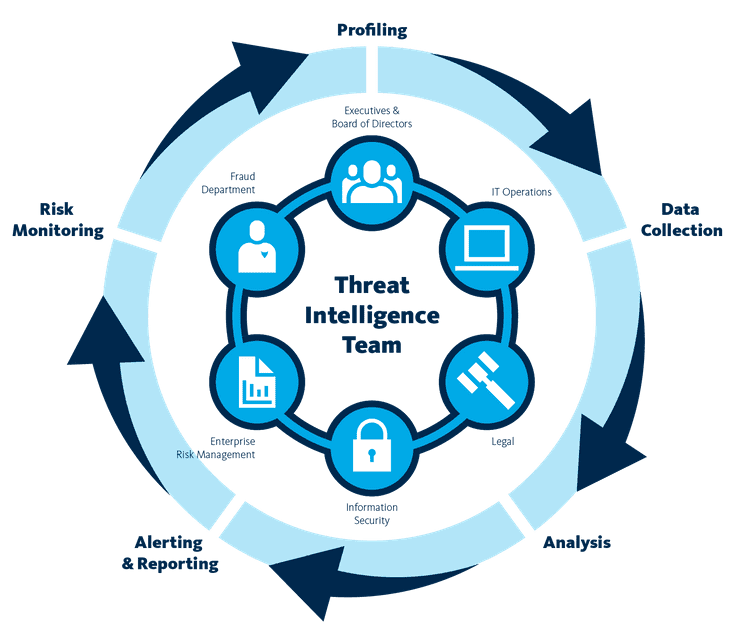 Profiling
Executives &
Board of Directors
Fraud
Department
IT Operations
Risk
Monitoring
Data
Collection
Threat
Intelligence
Team
Enterprise
Risk Management
Legal
Information
Security
Alerting
& Reporting
Analysis